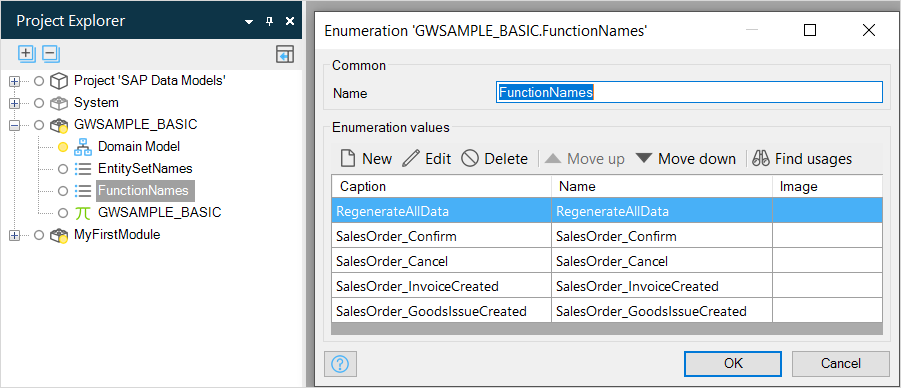 Project Explorer
Project 'SAP Data Models'
System
GWSAMPLE_BASIC
Domain Model
EntitySetNames
FunctionNames
GWSAMPLE_BASIC
MyFirstModule
Enumeration 'GWSAMPLE_BASIC.FunctionNames'
Common
Name FunctionNames
Enumeration values
New Edit Delete Move up Move down Find usages
Caption Name Image
RegenerateAllData RegenerateAllData
SalesOrder_Confirm SalesOrder_Confirm
SalesOrder_Cancel SalesOrder_Cancel
SalesOrder_InvoiceCreated SalesOrder_InvoiceCreated
SalesOrder_GoodsIssueCreated SalesOrder_GoodsIssueCreated
? OK Cancel